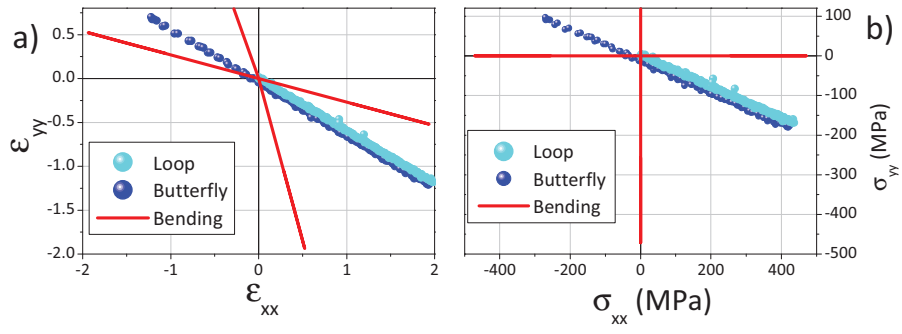 a)
0.5
0.0
-0.5
-1.0
-1.5
-2.0
ε_yy
Loop
Butterfly
Bending
-2 -1 0 1 2
ε_xx
b)
100
0
-100
-200
-300
-400
-500
σ_yy (MPa)
Loop
Butterfly
Bending
-400 -200 0 200 400
σ_xx (MPa)